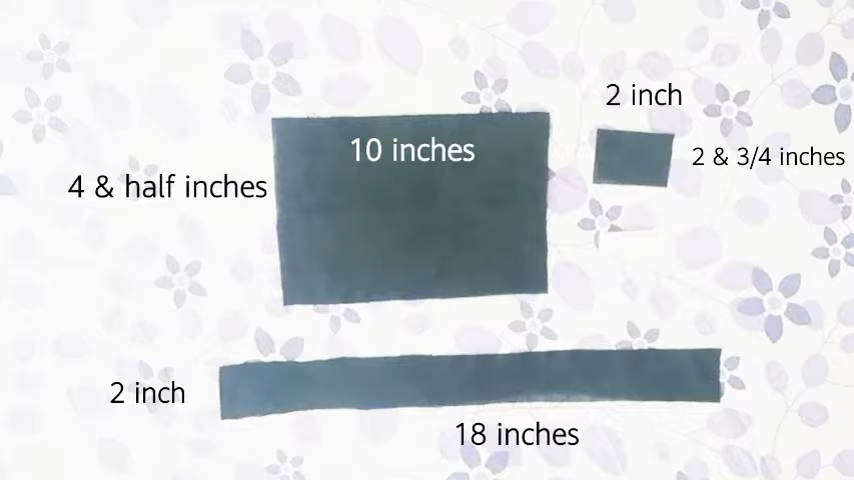 2 inch
10 inches
2 & 3/4 inches
4 & half inches
2 inch
18 inches